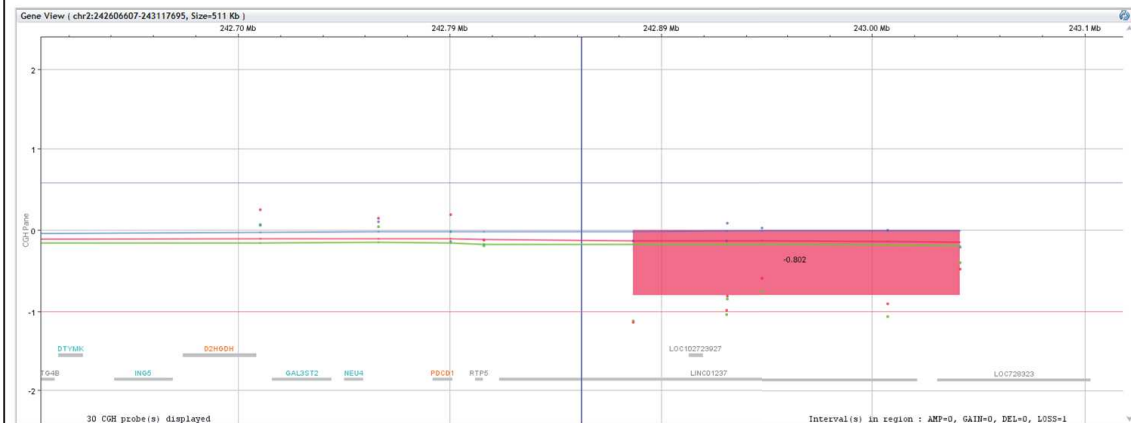 Gene View ( chr2:242606607-243117695, Size=511 Kb )
242.70 Mb 242.79 Mb 242.89 Mb 243.00 Mb 243.1 Mb
2
1
0
-1
-2
CGH Pane
-0.802
DTYMK D2HGDH LOC102723927
TG4B ING5 GAL3ST2 NEU4 PDCD1 RTP5 LINC01237 LOC728323
30 CGH probe(s) displayed Interval(s) in region : AMP=0, GAIN=0, DEL=0, LOSS=1